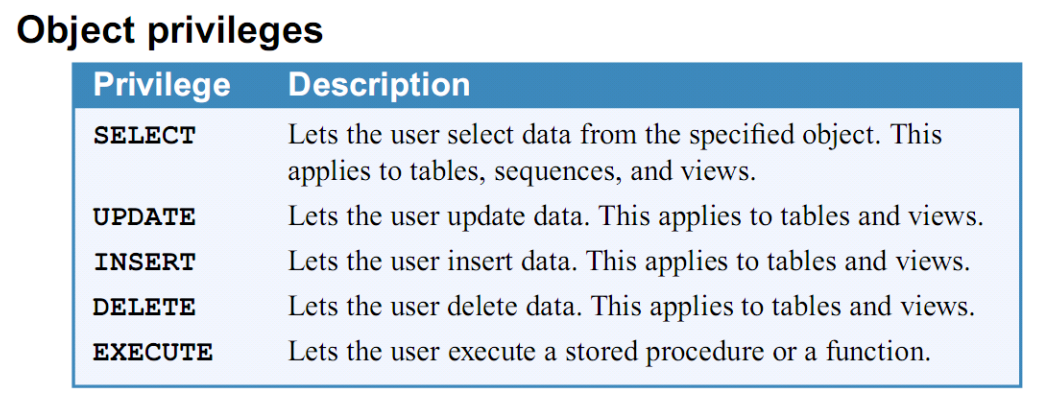 Object privileges
Privilege Description
SELECT Lets the user select data from the specified object. This
applies to tables, sequences, and views.
UPDATE Lets the user update data. This applies to tables and views.
INSERT Lets the user insert data. This applies to tables and views.
DELETE Lets the user delete data. This applies to tables and views.
EXECUTE Lets the user execute a stored procedure or a function.